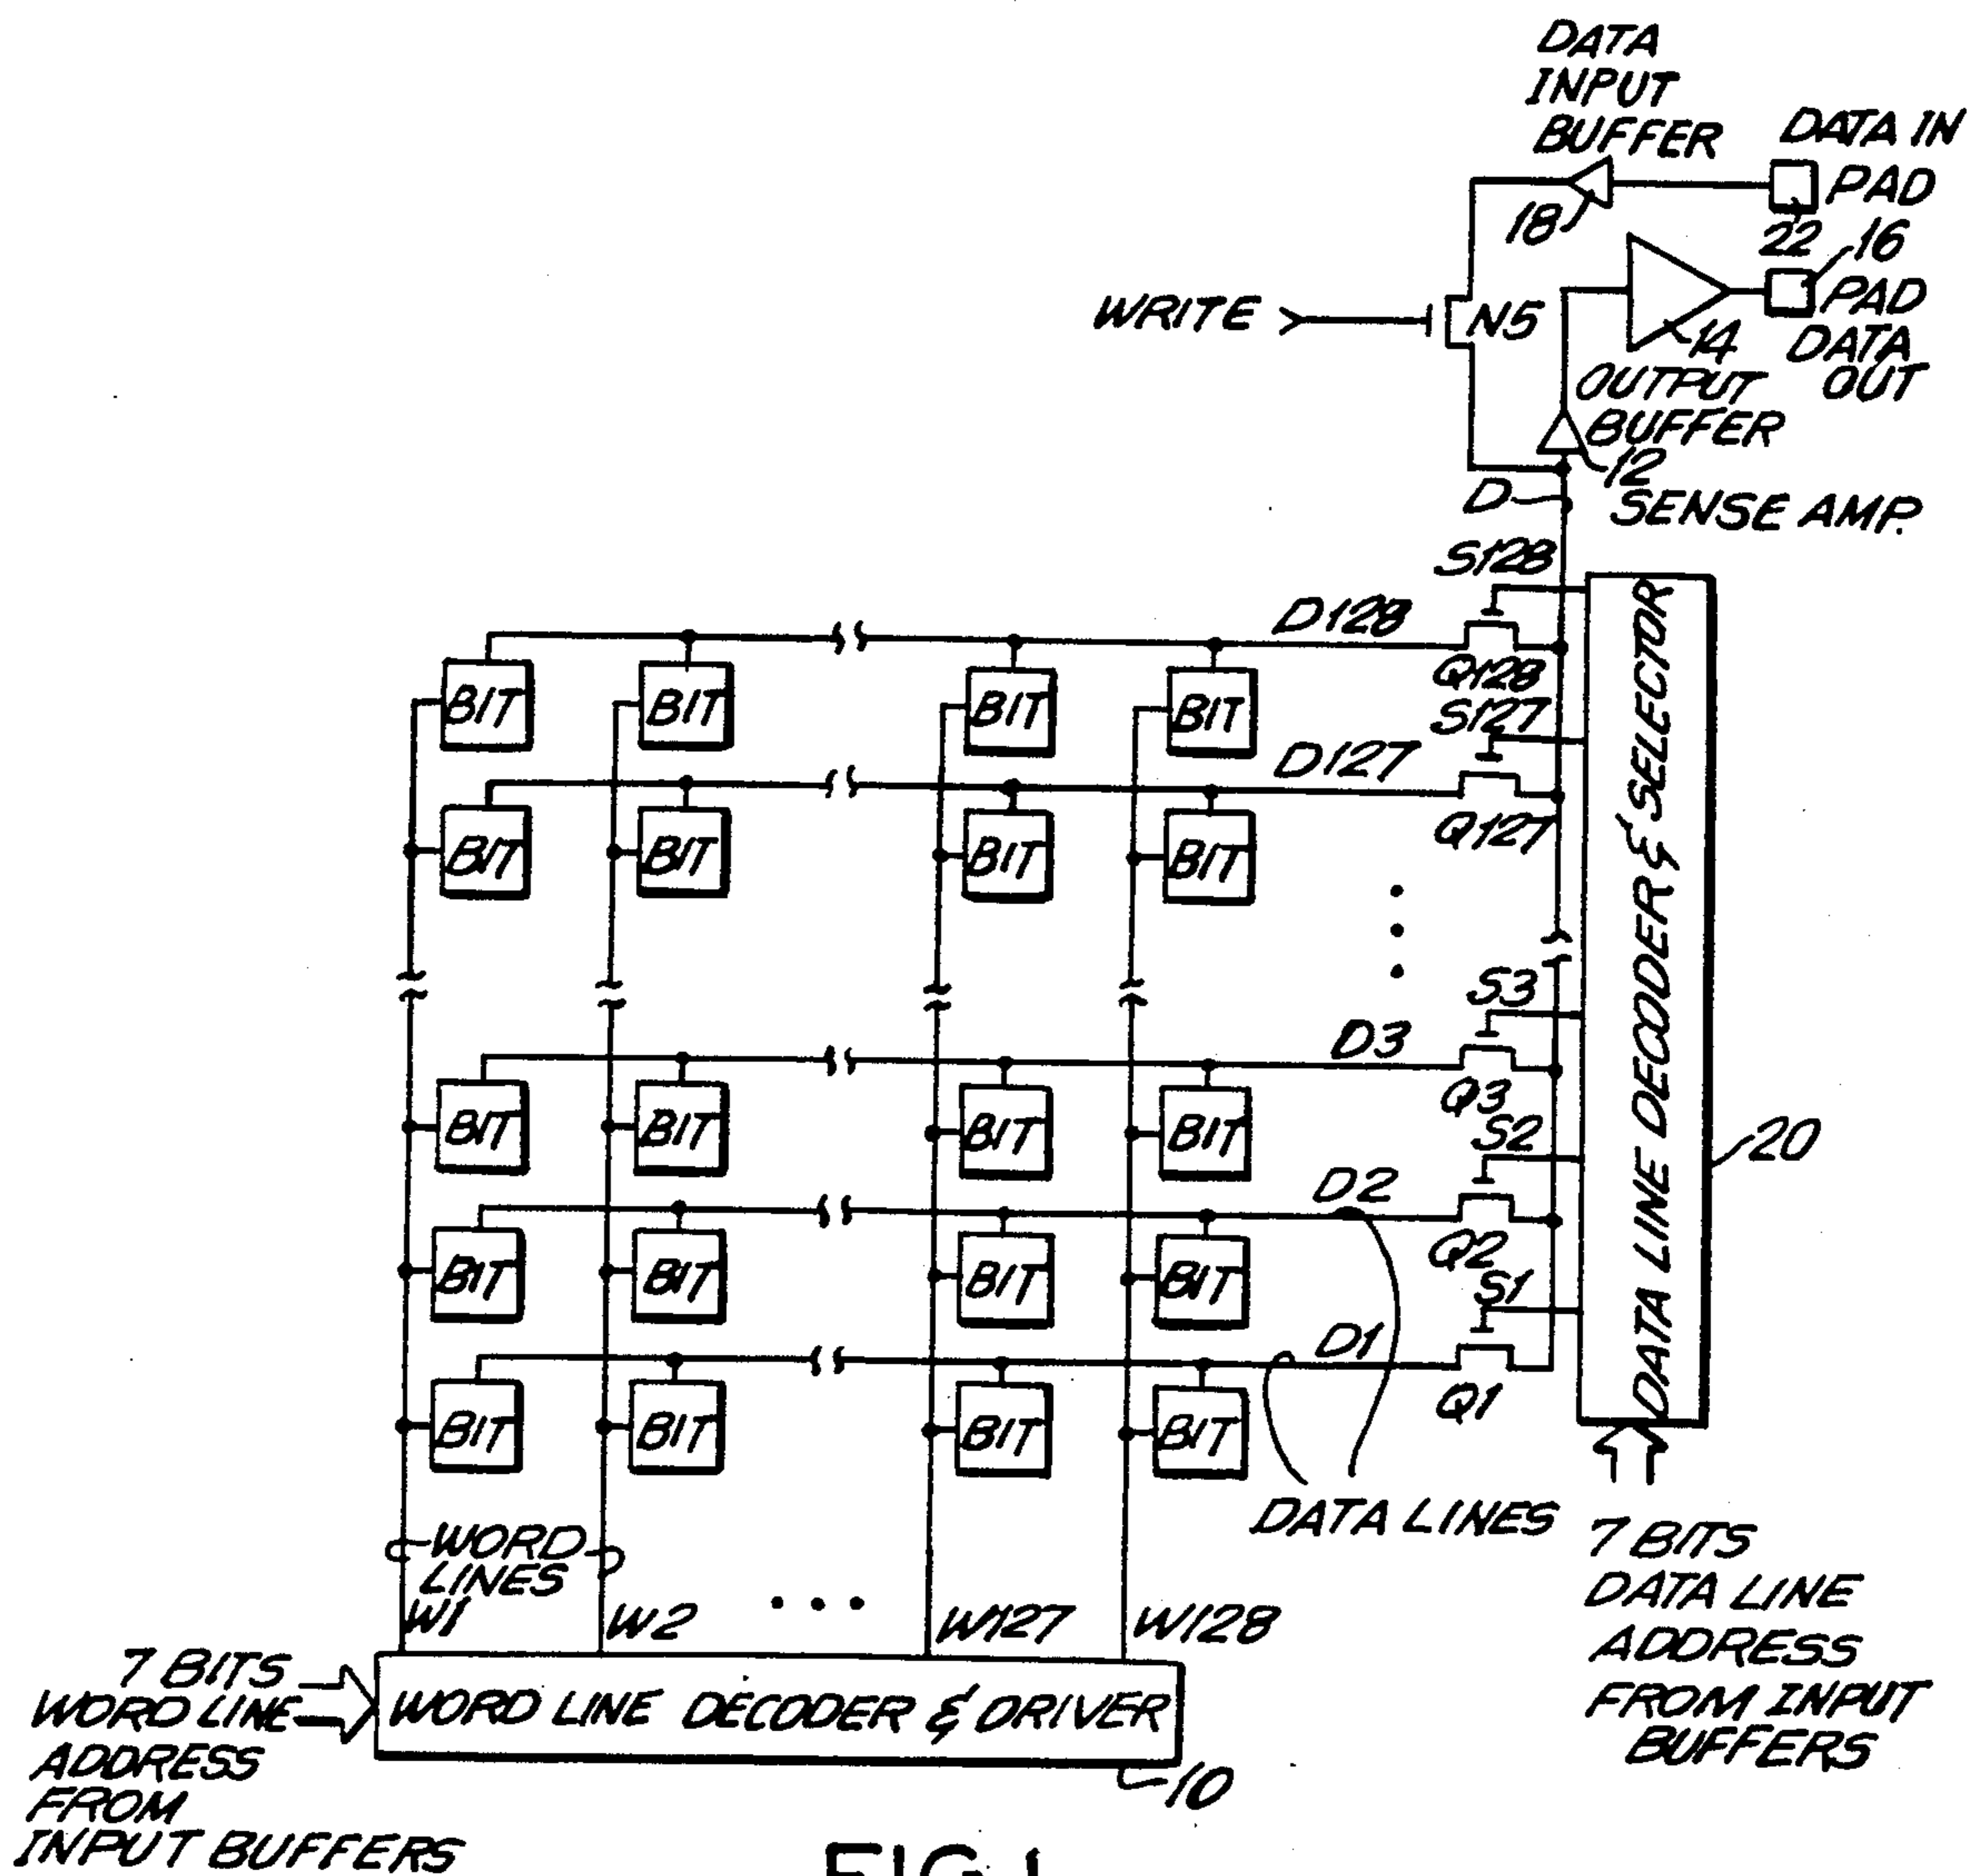 DATA
INPUT
BUFFER
DATA IN
PAD
18
22
16
WRITE
N5
PAD
14
DATA
OUT
OUTPUT
BUFFER
12
D
SENSE AMP.
S128
D128
Q128
BIT BIT BIT BIT
S127
D127
Q127
BIT BIT BIT BIT
DATA LINE DECODER & SELECTOR
S3
D3
Q3
BIT BIT BIT BIT
20
S2
D2
Q2
BIT BIT BIT BIT
S1
D1
Q1
BIT BIT BIT BIT
DATA LINES
WORD
LINES
W1 W2 ... W127 W128
7 BITS
DATA LINE
ADDRESS
FROM INPUT
BUFFERS
7 BITS
WORD LINE
ADDRESS
FROM
INPUT BUFFERS
WORD LINE DECODER & DRIVER
10
FIG. 1